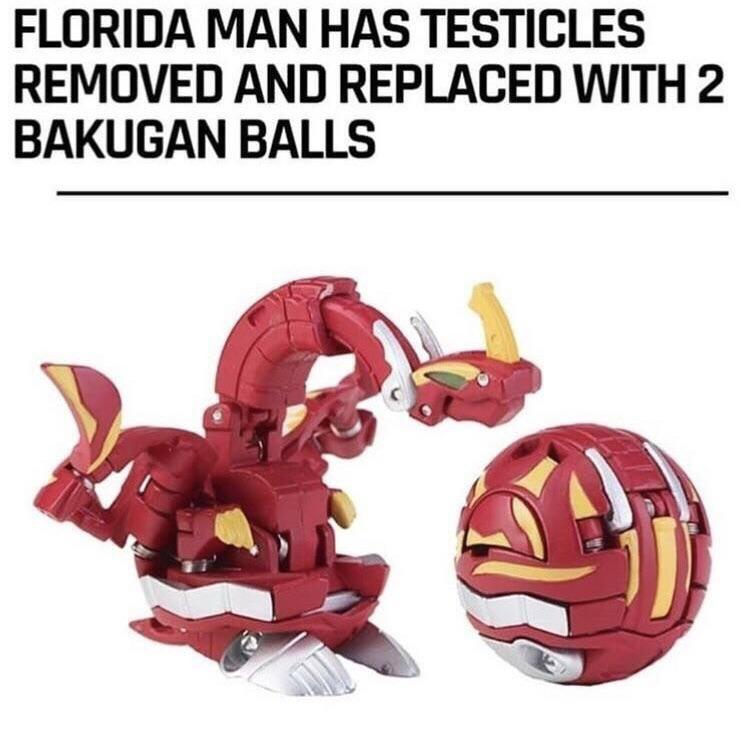 FLORIDA MAN HAS TESTICLES
REMOVED AND REPLACED WITH 2
BAKUGAN BALLS